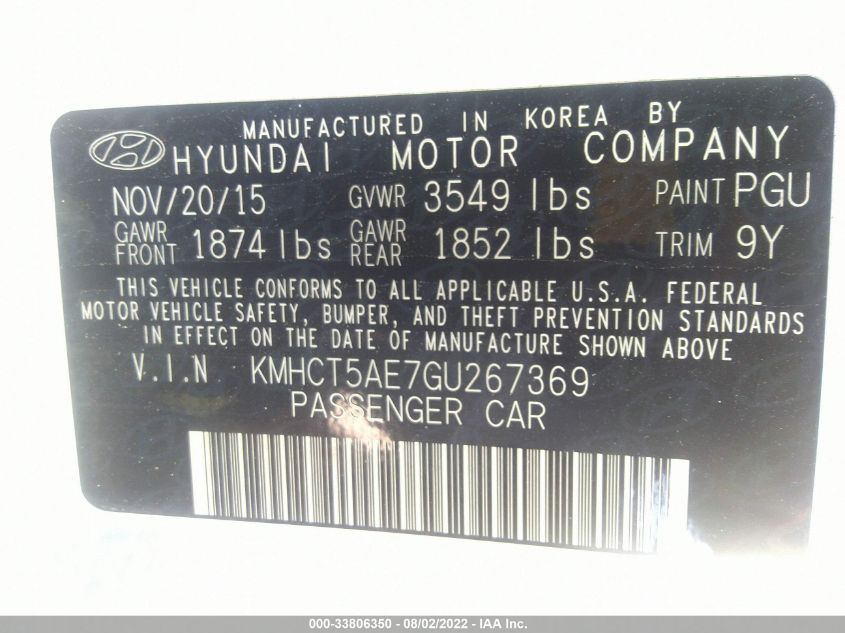 MANUFACTURED IN KOREA BY
HYUNDAI MOTOR COMPANY
NOV/20/15 GVWR 3549 lbs PAINT PGU
GAWR FRONT 1874 lbs GAWR REAR 1852 lbs TRIM 9Y
THIS VEHICLE CONFORMS TO ALL APPLICABLE U.S.A. FEDERAL
MOTOR VEHICLE SAFETY, BUMPER, AND THEFT PREVENTION STANDARDS
IN EFFECT ON THE DATE OF MANUFACTURE SHOWN ABOVE
V.I.N KMHCT5AE7GU267369
PASSENGER CAR
000-33806350 - 08/02/2022 - IAA Inc.